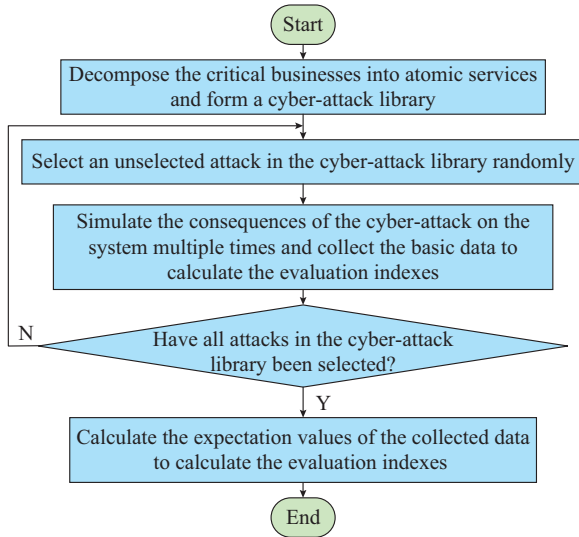 Start
Decompose the critical businesses into atomic services
and form a cyber-attack library
Select an unselected attack in the cyber-attack library randomly
Simulate the consequences of the cyber-attack on the
system multiple times and collect the basic data to
calculate the evaluation indexes
N
Have all attacks in the cyber-attack
library been selected?
Y
Calculate the expectation values of the collected data
to calculate the evaluation indexes
End